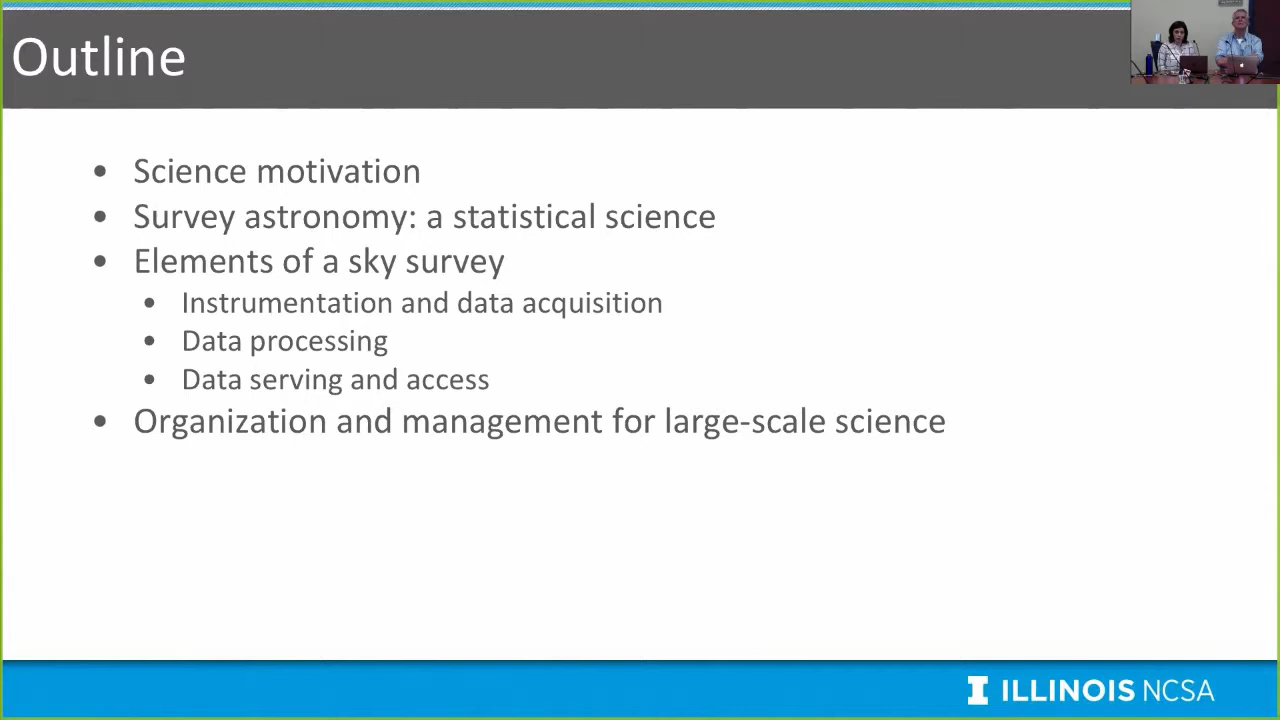 Outline
• Science motivation
• Survey astronomy: a statistical science
• Elements of a sky survey
• Instrumentation and data acquisition
• Data processing
• Data serving and access
• Organization and management for large-scale science
I ILLINOIS NCSA